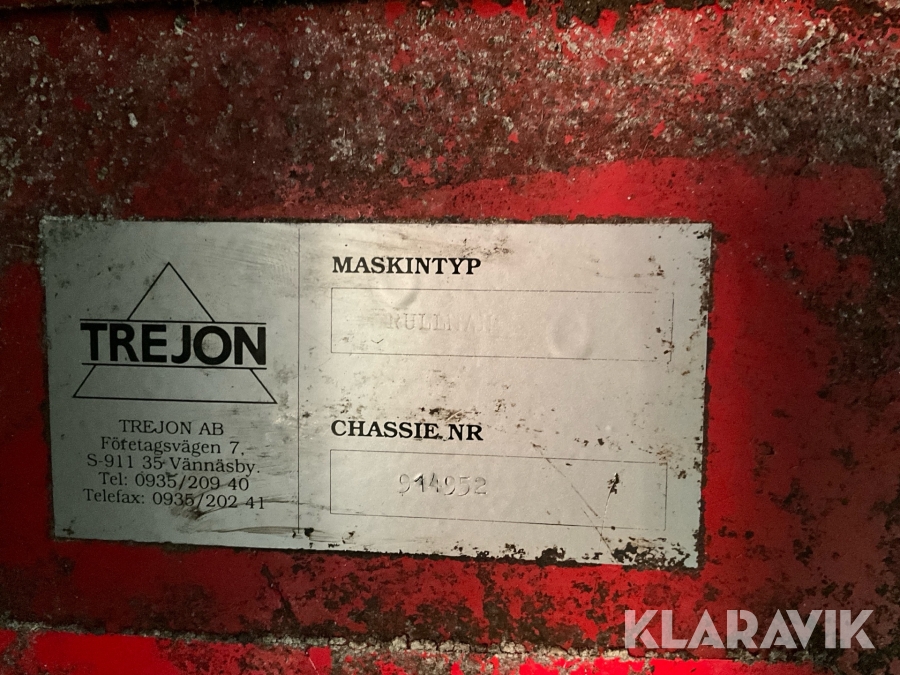 TREJON
TREJON AB
Företagsvägen 7,
S-911 35 Vännäsby.
Tel: 0935/209 40
Telefax: 0935/202 41
MASKINTYP
CHASSIE NR
914952
KLARAVIK